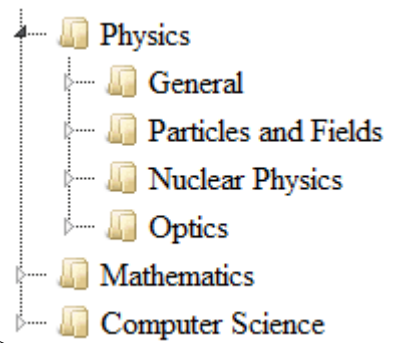 Physics
General
Particles and Fields
Nuclear Physics
Optics
Mathematics
Computer Science